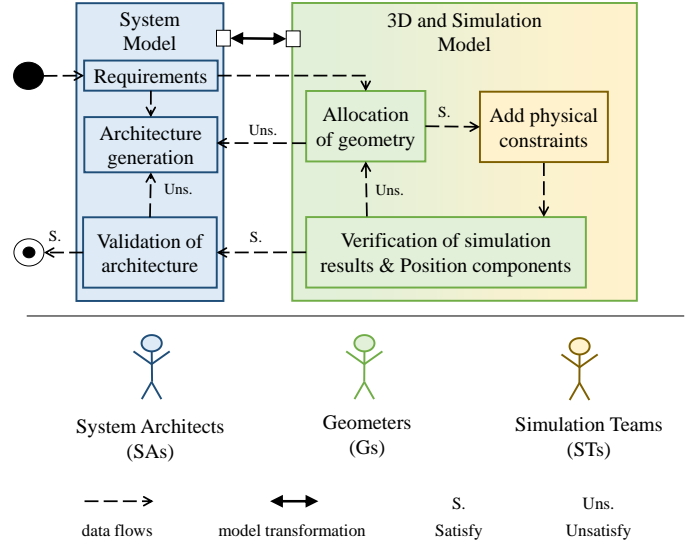 System
Model
3D and Simulation
Model
Requirements
Architecture
generation
Uns.
Allocation
of geometry
S.
Add physical
constraints
Uns.
Uns.
S.
Validation of
architecture
S.
Verification of simulation
results & Position components
System Architects
(SAs)
Geometers
(Gs)
Simulation Teams
(STs)
data flows
model transformation
S.
Satisfy
Uns.
Unsatisfy